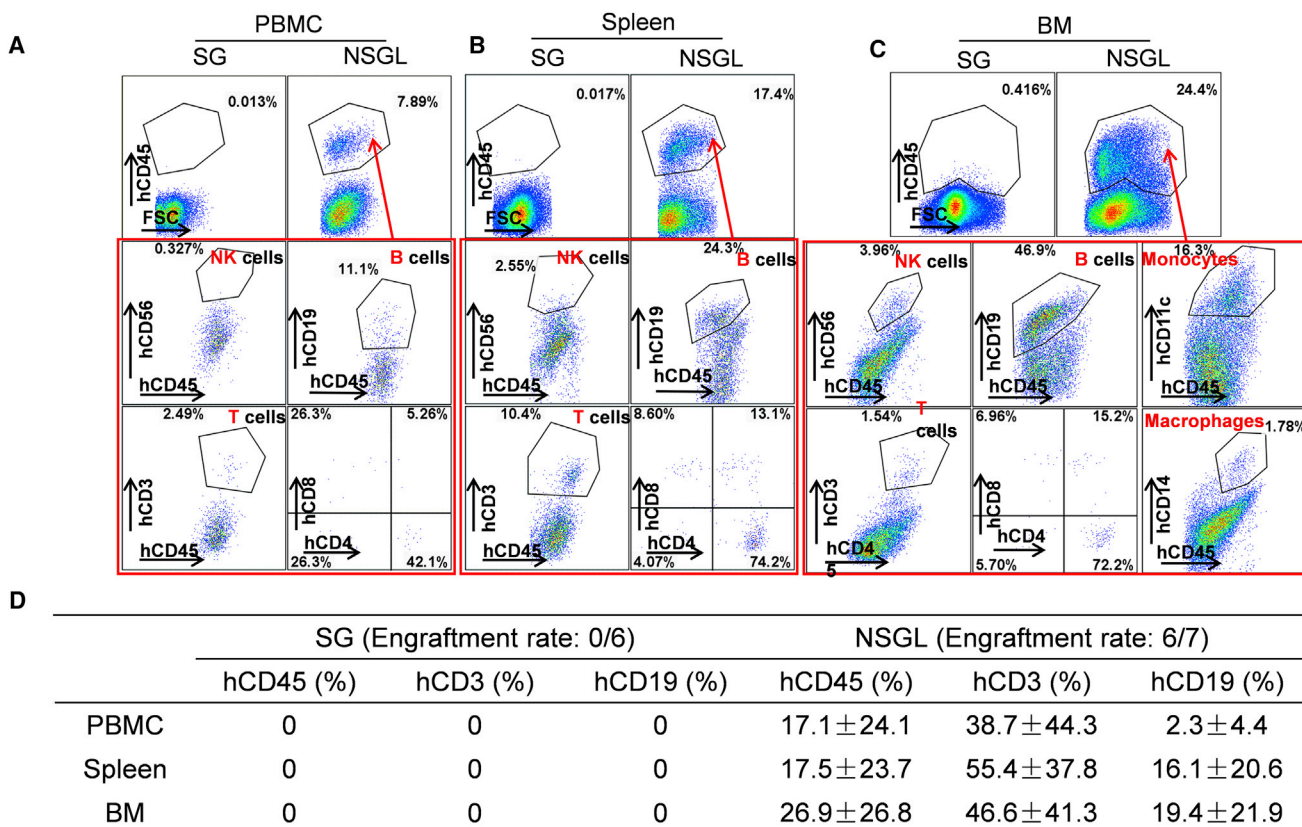 A
PBMC
SG
NSGL
0.013%
7.89%
hCD45
FSC
0.327%
NK cells
11.1%
B cells
hCD56
hCD45
hCD19
hCD45
2.49%
T cells
26.3%
5.26%
hCD3
hCD45
hCD8
hCD4
26.3%
42.1%
B
Spleen
SG
NSGL
0.017%
17.4%
hCD45
FSC
2.55%
NK cells
24.3%
B cells
hCD56
hCD45
hCD19
hCD45
10.4%
T cells
8.60%
13.1%
hCD3
hCD45
hCD8
hCD4
4.07%
74.2%
C
BM
SG
NSGL
0.416%
24.4%
hCD45
FSC
3.96%
NK cells
46.9%
B cells
16.3%
Monocytes
hCD56
hCD45
hCD19
hCD45
hCD11c
1.54%
T
cells
6.96%
15.2%
Macrophages
1.78%
hCD3
hCD4
5
hCD8
hCD4
5.70%
72.2%
hCD14
hCD45
D
SG (Engraftment rate: 0/6) NSGL (Engraftment rate: 6/7)
hCD45 (%) hCD3 (%) hCD19 (%) hCD45 (%) hCD3 (%) hCD19 (%)
PBMC 0 0 0 17.1±24.1 38.7±44.3 2.3±4.4
Spleen 0 0 0 17.5±23.7 55.4±37.8 16.1±20.6
BM 0 0 0 26.9±26.8 46.6±41.3 19.4±21.9